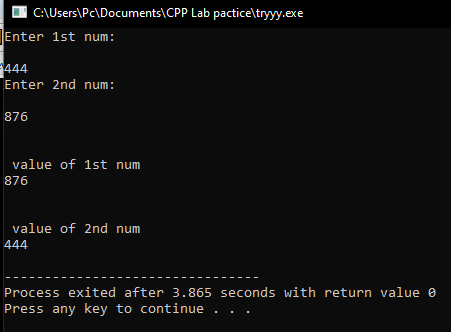 C:\Users\Pc\Documents\CPP Lab pactice\tryyy.exe
Enter 1st num:
444
Enter 2nd num:
876
value of 1st num
876
value of 2nd num
444
--------------------------------
Process exited after 3.865 seconds with return value 0
Press any key to continue . . .